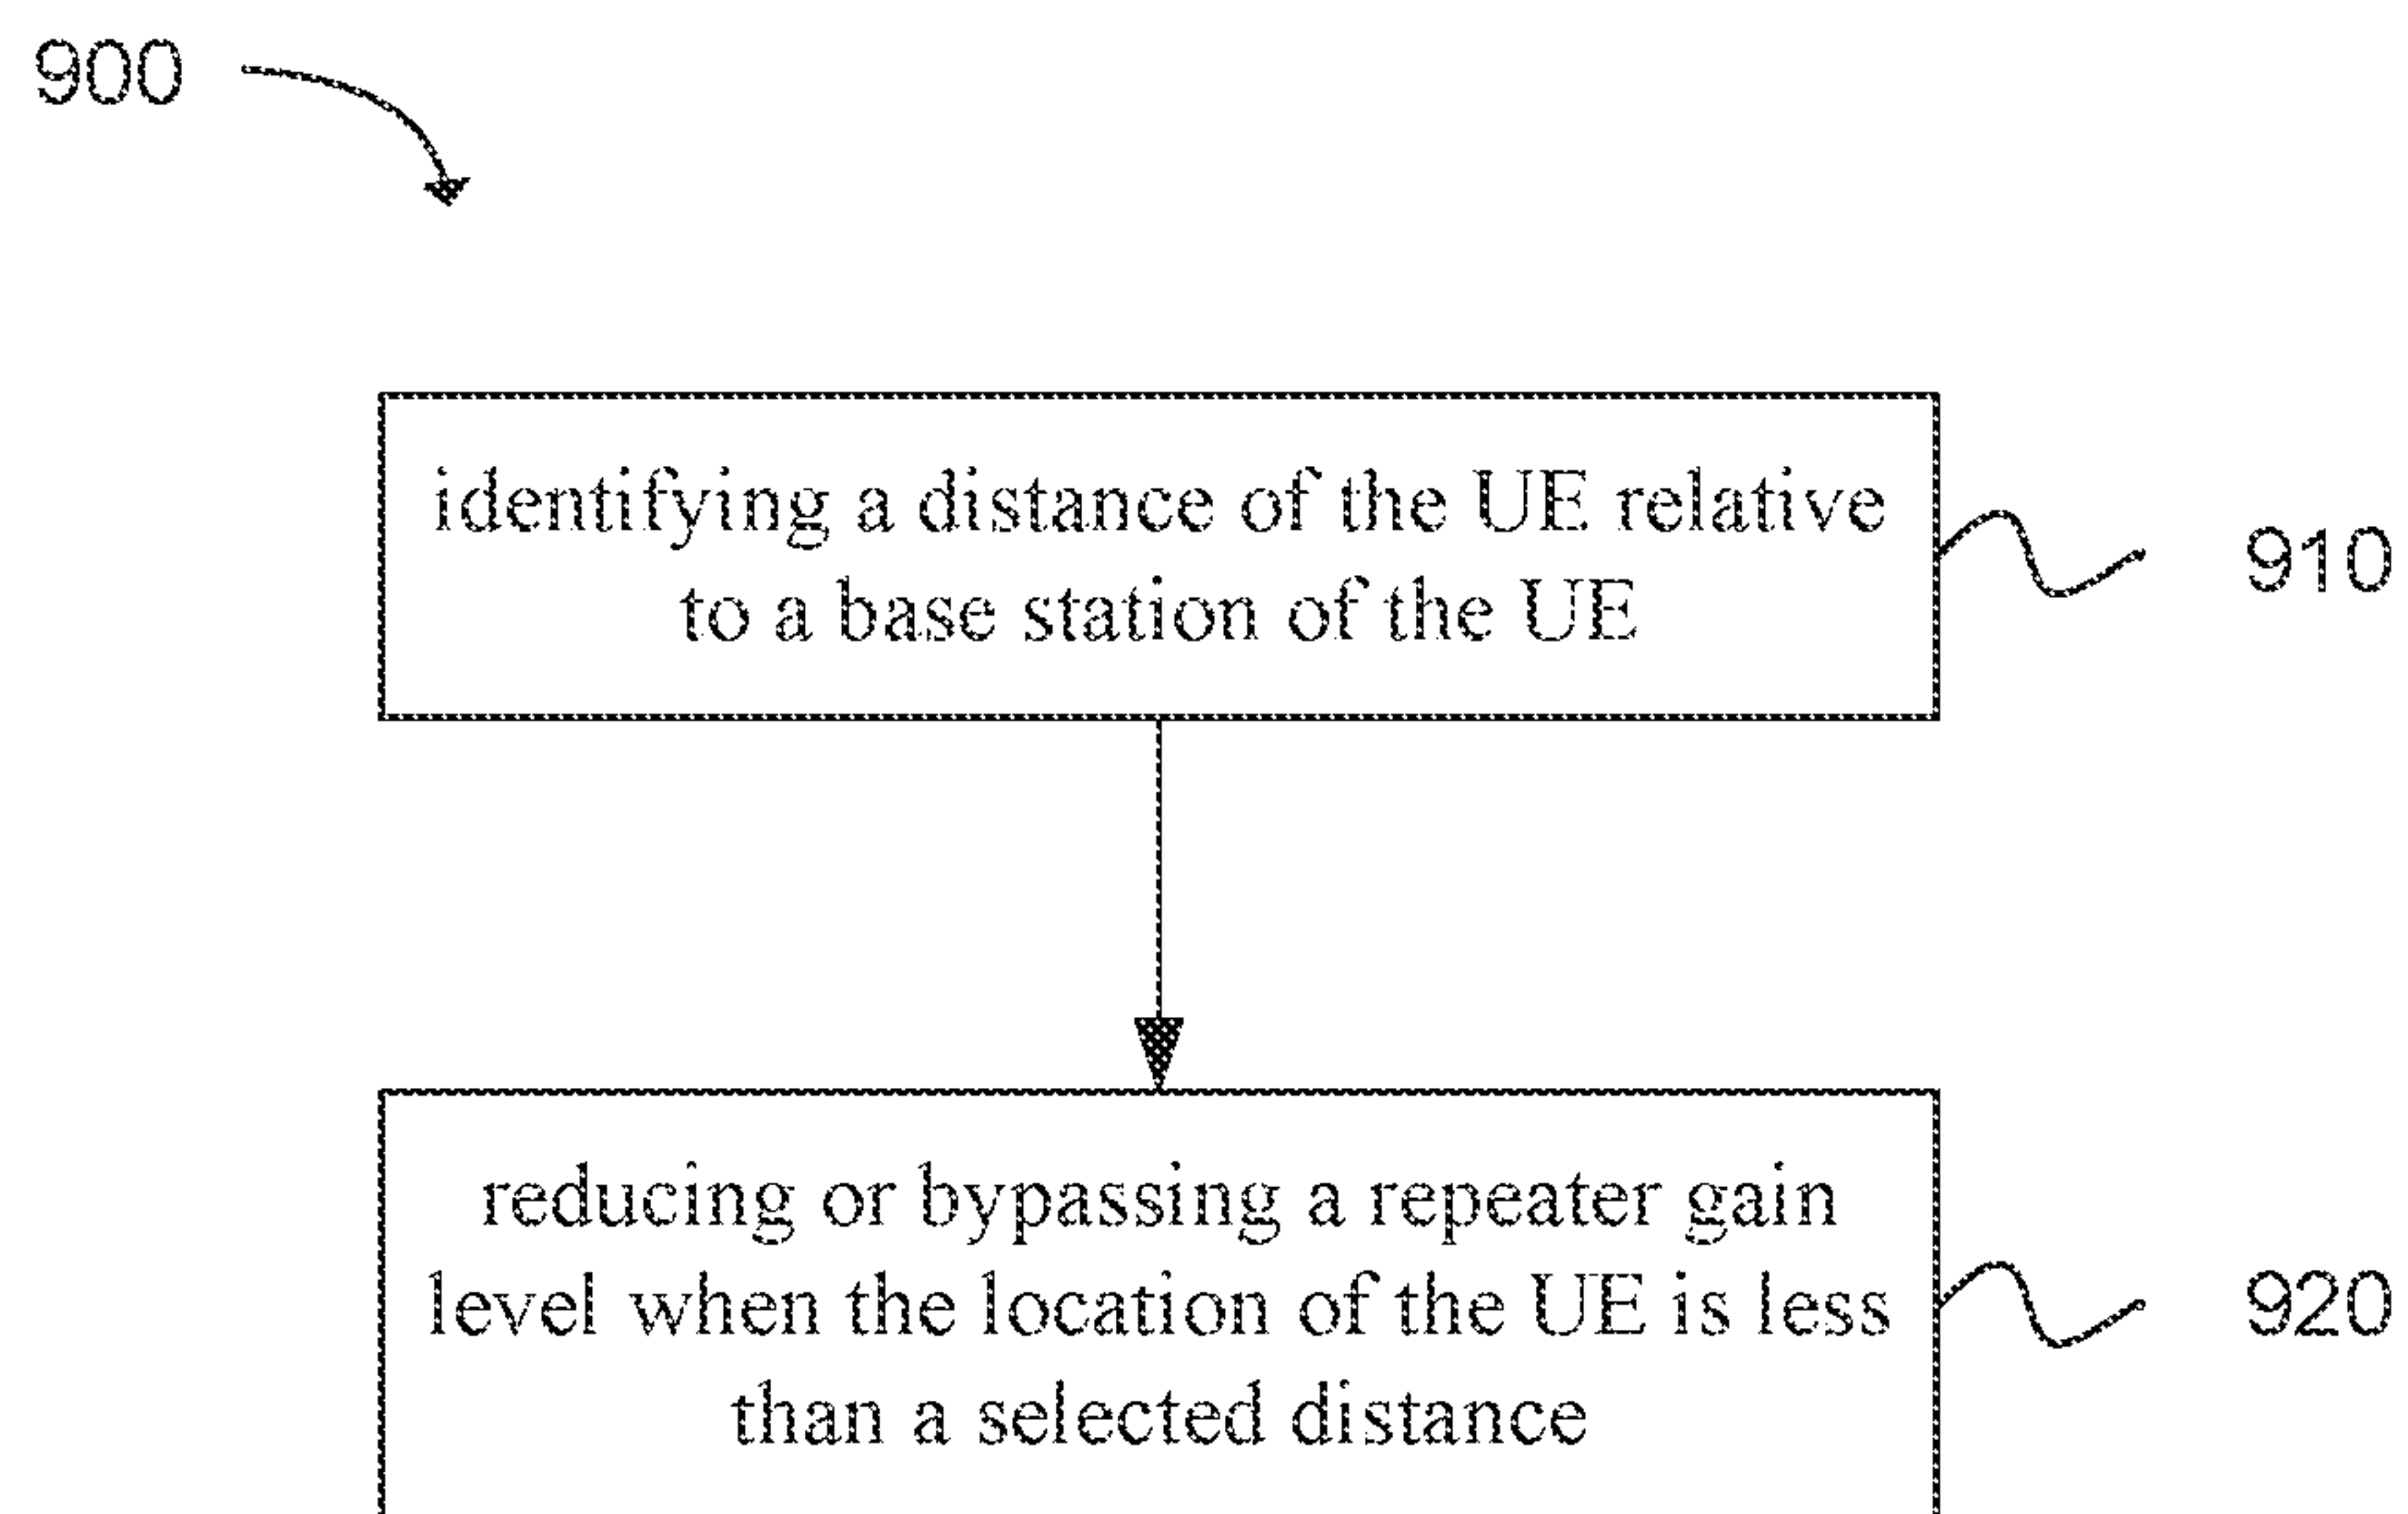 900
identifying a distance of the UE relative
to a base station of the UE
910
reducing or bypassing a repeater gain
level when the location of the UE is less
than a selected distance
920